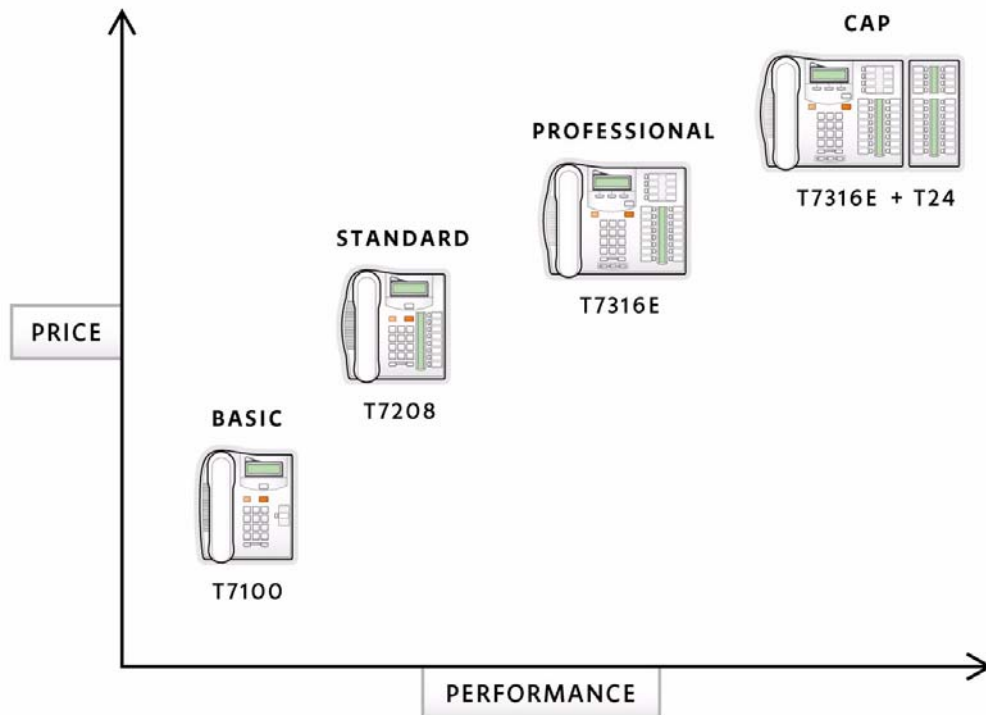 CAP
T7316E + T24
PROFESSIONAL
T7316E
STANDARD
T7208
PRICE
BASIC
T7100
PERFORMANCE